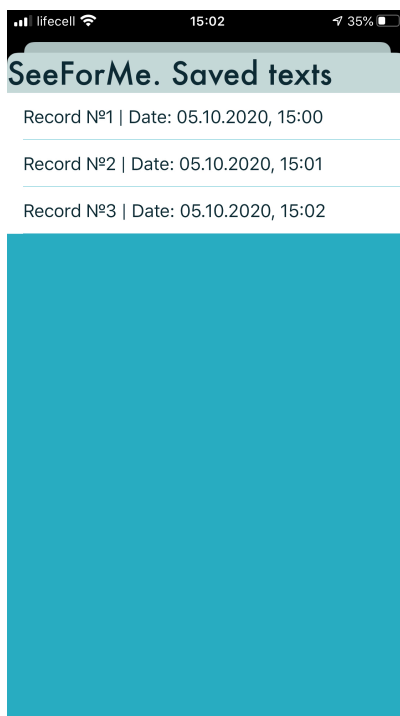 lifecell 15:02 35%
SeeForMe. Saved texts
Record №1 | Date: 05.10.2020, 15:00
Record №2 | Date: 05.10.2020, 15:01
Record №3 | Date: 05.10.2020, 15:02